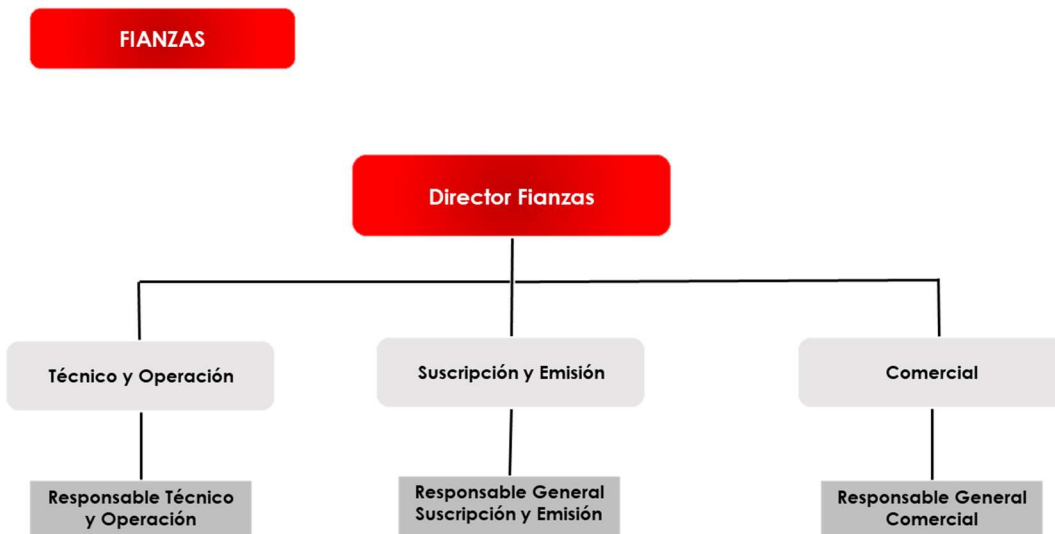 FIANZAS
Director Fianzas
Técnico y Operación
Suscripción y Emisión
Comercial
Responsable Técnico
y Operación
Responsable General
Suscripción y Emisión
Responsable General
Comercial